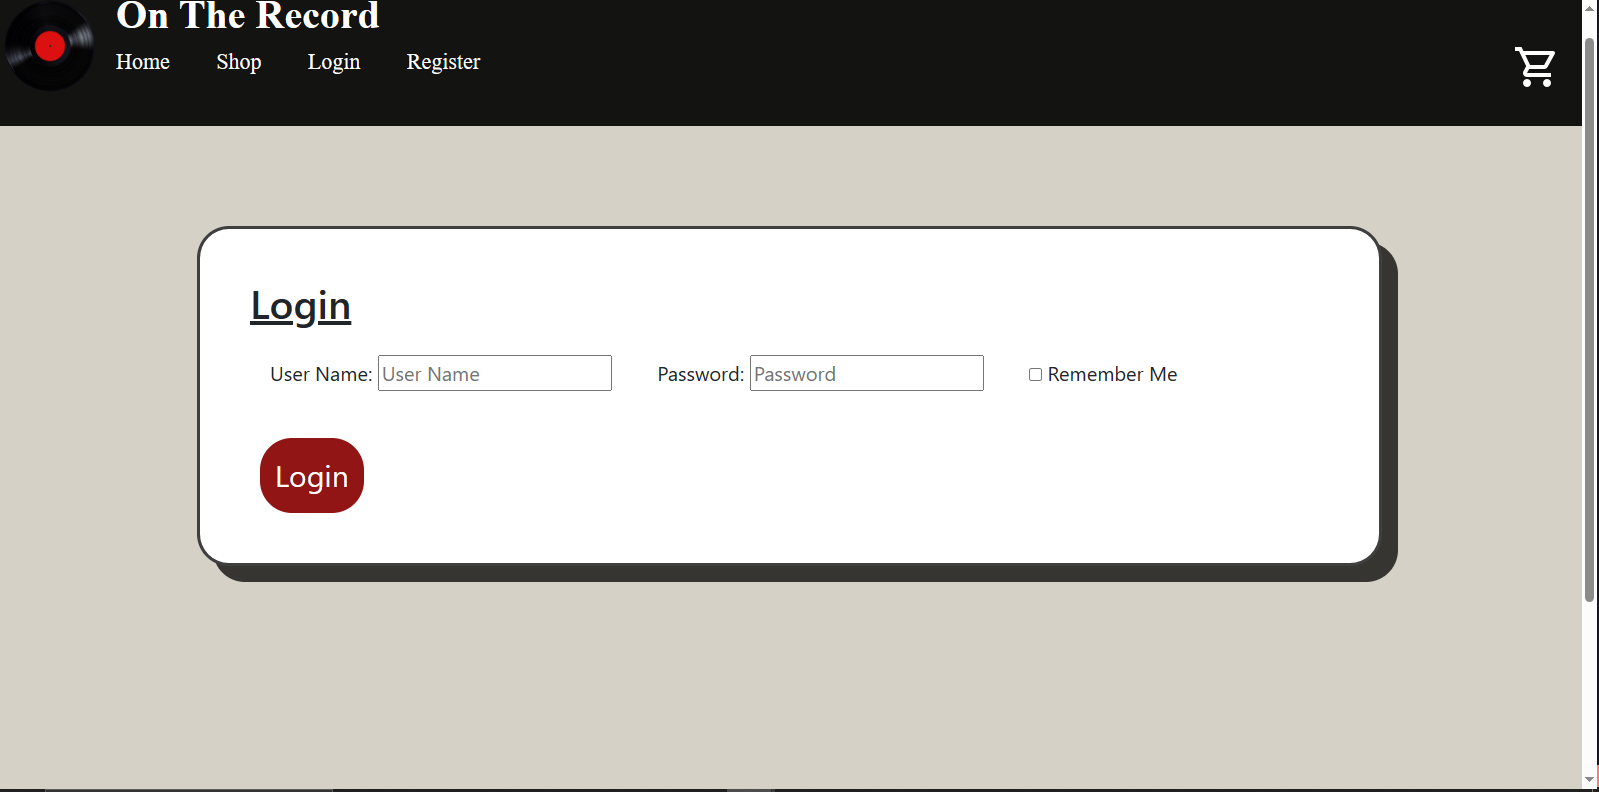 On The Record
Home Shop Login Register
Login
User Name: User Name Password: Password Remember Me
Login